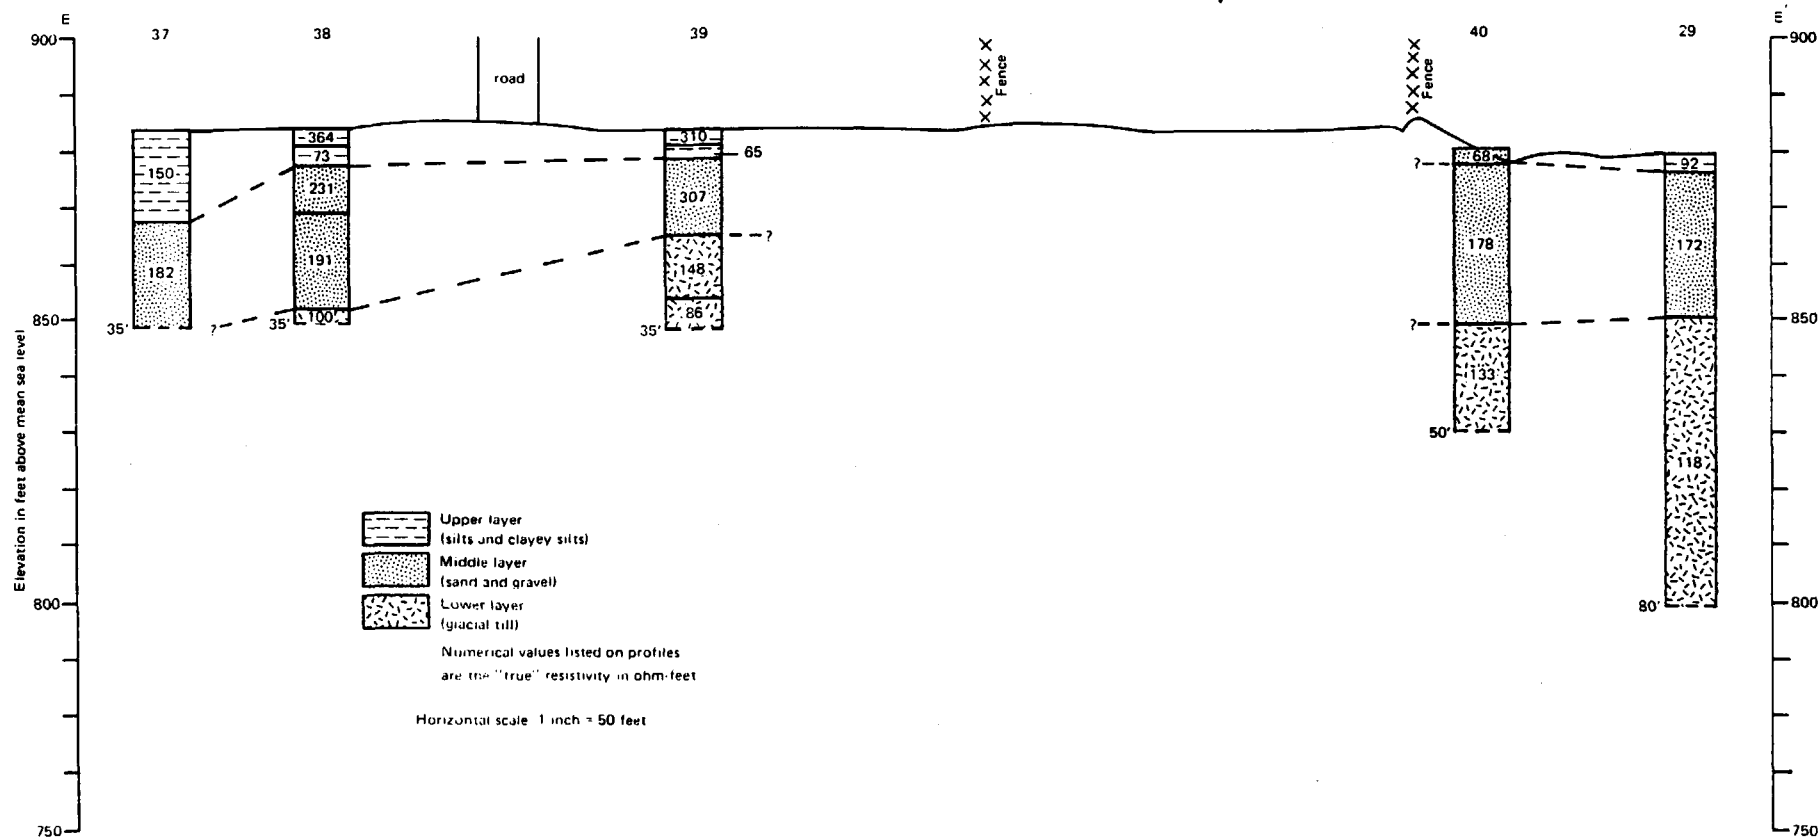 E
E'
37
38
39
40
29
900
900
road
Fence
Fence
364
310
73
65
68
92
150
231
307
178
172
182
191
148
?
850
35'
?
35'
100
86
35'
?
850
133
50'
118
?
Elevation in feet above mean sea level
Upper layer
(silts and clayey silts)
Middle layer
(sand and gravel)
800
Lower layer
(glacial till)
80'
800
Numerical values listed on profiles
are the "true" resistivity in ohm-feet
Horizontal scale 1 inch = 50 feet
750
750